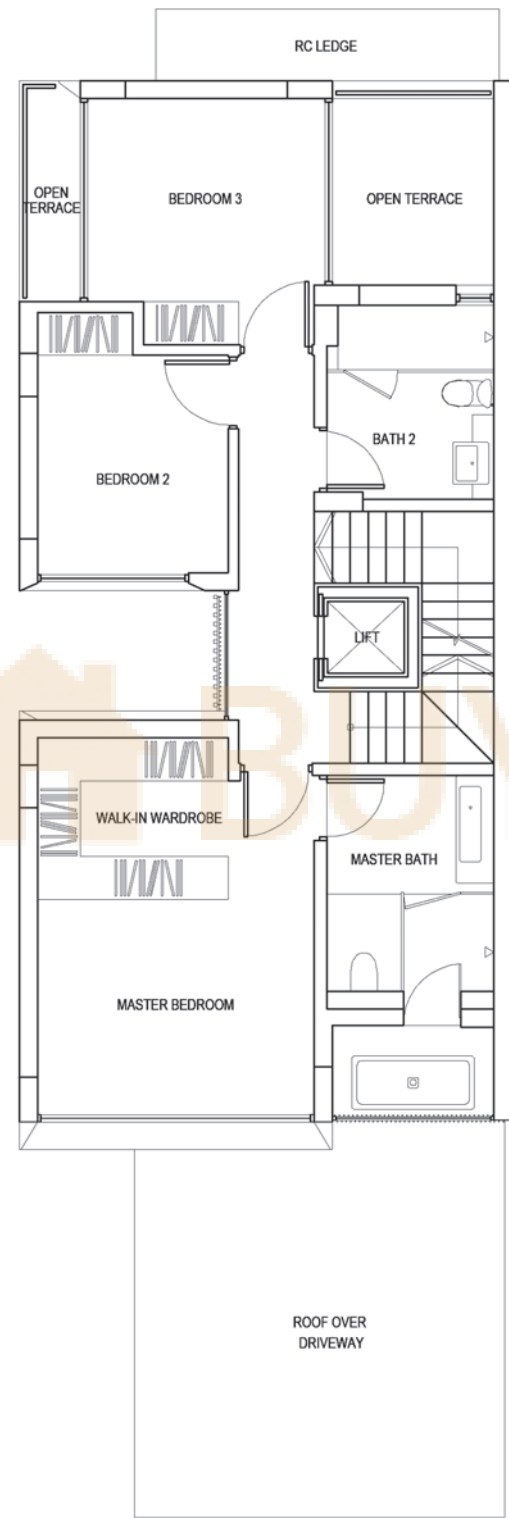 RC LEDGE
OPEN
TERRACE
BEDROOM 3
OPEN TERRACE
BATH 2
BEDROOM 2
LIFT
BUY
WALK-IN WARDROBE
MASTER BATH
MASTER BEDROOM
ROOF OVER
DRIVEWAY